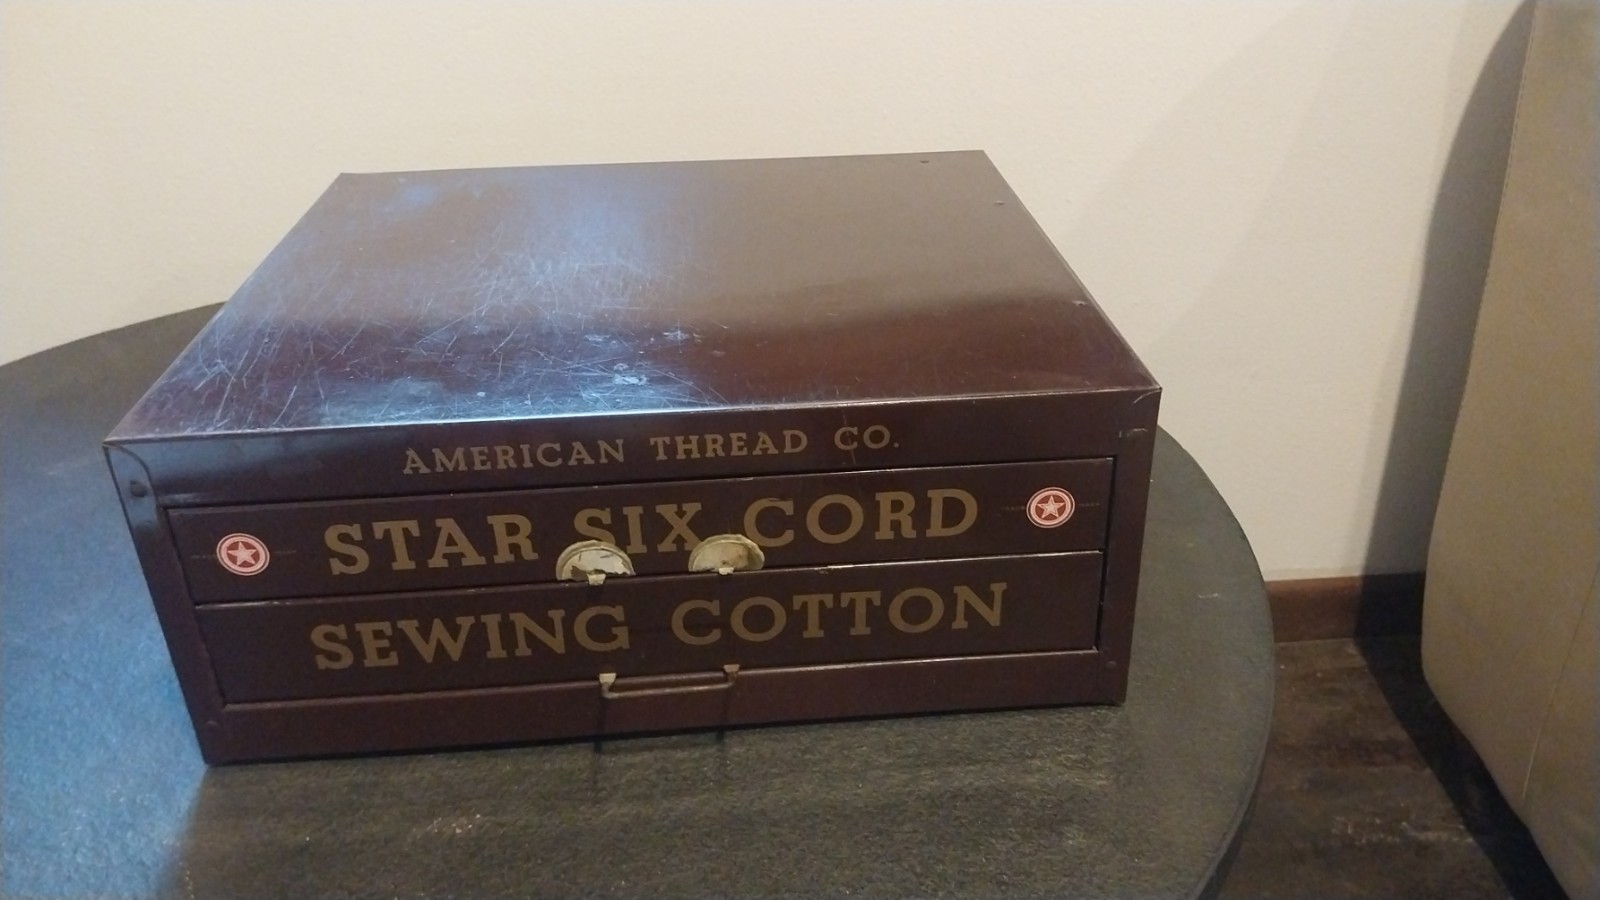 AMERICAN THREAD CO.
STAR SIX CORD
SEWING COTTON